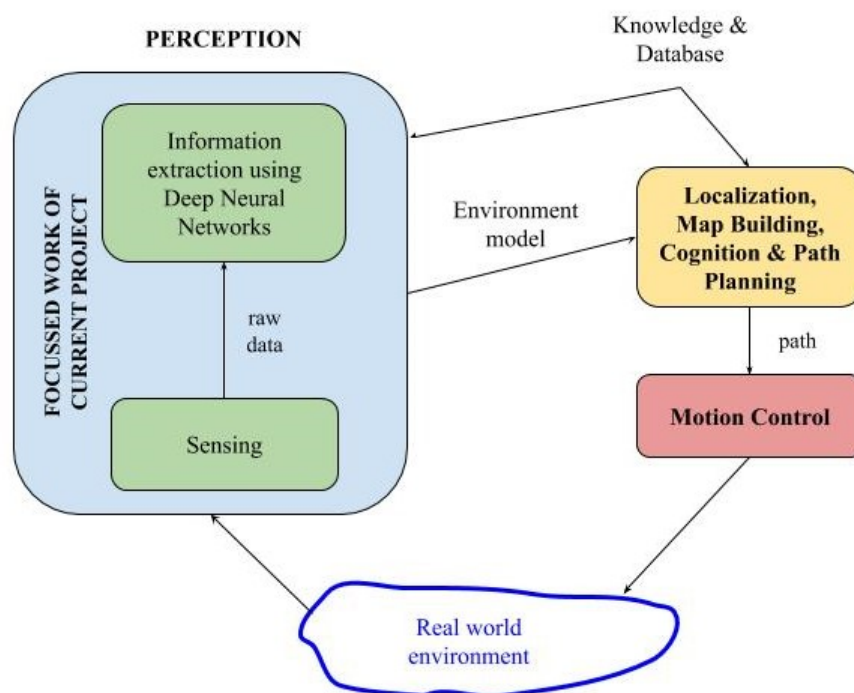 PERCEPTION
Knowledge &
Database
Information
extraction using
Deep Neural
Networks
FOCUSSED WORK OF
CURRENT PROJECT
raw
data
Sensing
Environment
model
Localization,
Map Building,
Cognition & Path
Planning
path
Motion Control
Real world
environment